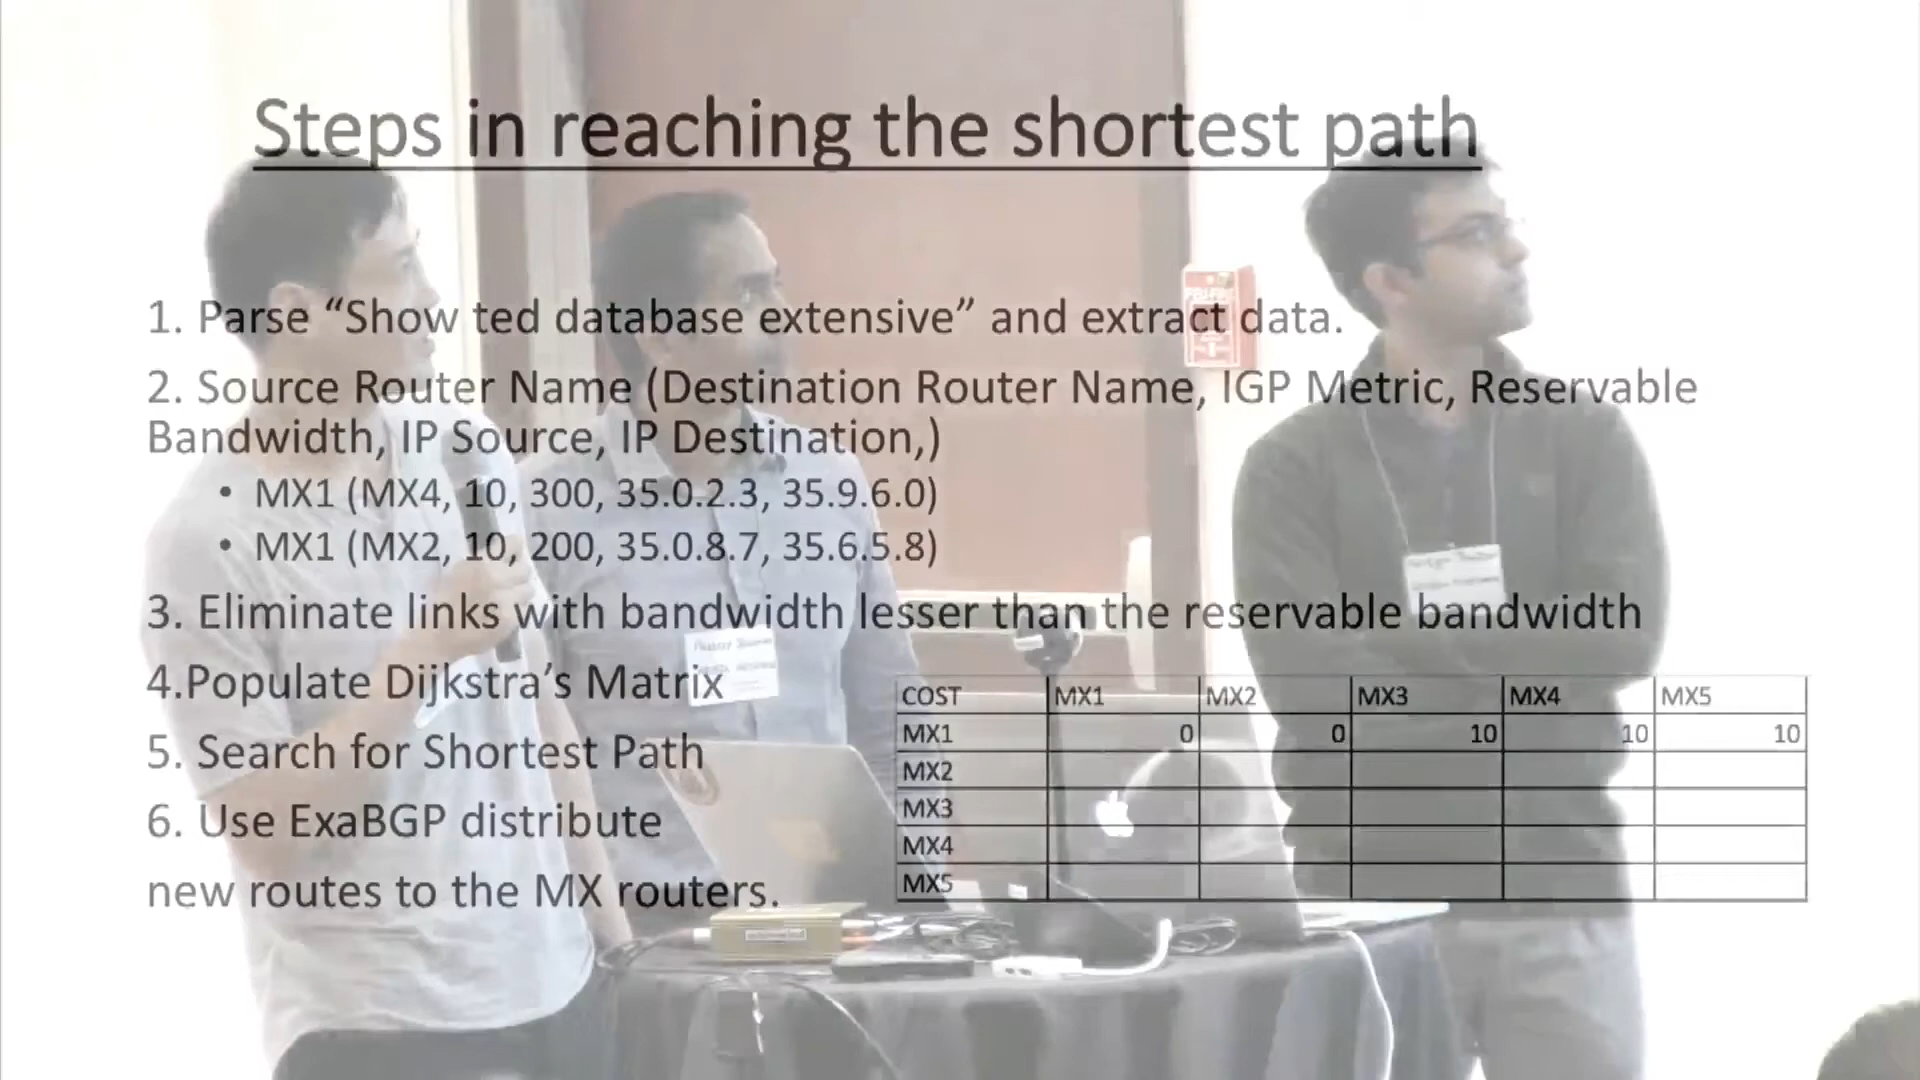 Steps in reaching the shortest path
1. Parse “Show ted database extensive” and extract data.
2. Source Router Name (Destination Router Name, IGP Metric, Reservable
Bandwidth, IP Source, IP Destination,)
• MX1 (MX4, 10, 300, 35.0.2.3, 35.9.6.0)
• MX1 (MX2, 10, 200, 35.0.8.7, 35.6.5.8)
3. Eliminate links with bandwidth lesser than the reservable bandwidth
4.Populate Dijkstra’s Matrix
5. Search for Shortest Path
6. Use ExaBGP distribute
new routes to the MX routers.
COST MX1 MX2 MX3 MX4 MX5
MX1 0 0 10 10 10
MX2
MX3
MX4
MX5